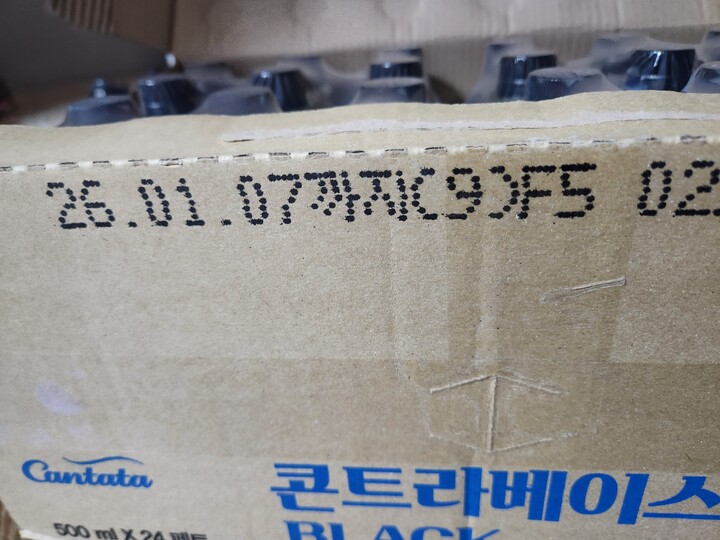 26.01.07까지(9)F5 02
Cantata
콘트라베이스
500 ml X 24 페트
BLACK